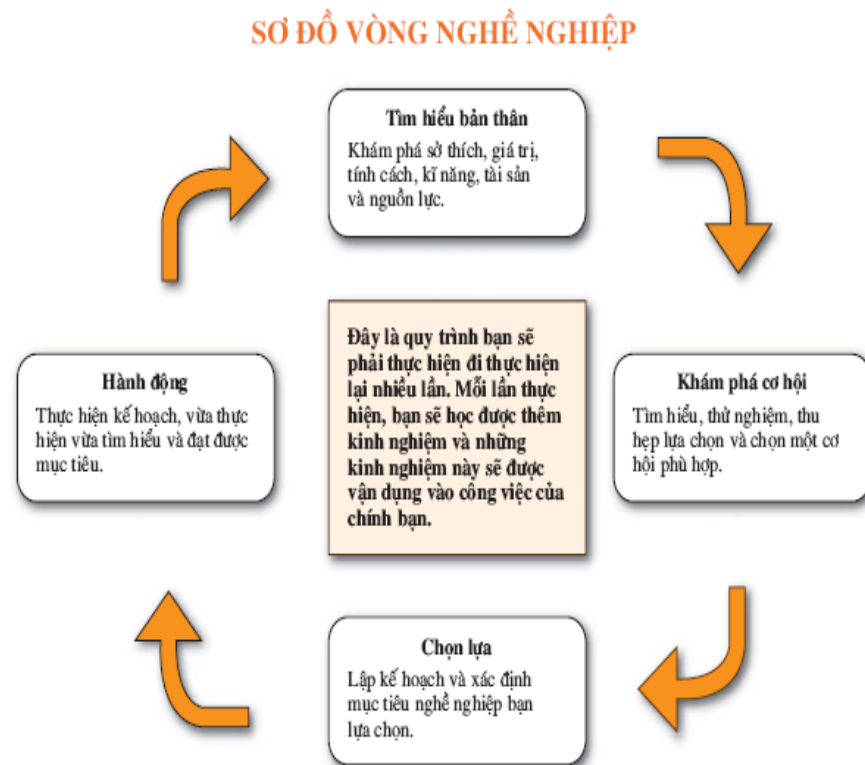 SƠ ĐỒ VÒNG NGHỀ NGHIỆP
Tìm hiểu bản thân
Khám phá sở thích, giá trị,
tính cách, kĩ năng, tài sản
và nguồn lực.
Khám phá cơ hội
Tìm hiểu, thử nghiệm, thu
hẹp lựa chọn và chọn một cơ
hội phù hợp.
Chọn lựa
Lập kế hoạch và xác định
mục tiêu nghề nghiệp bạn
lựa chọn.
Hành động
Thực hiện kế hoạch, vừa thực
hiện vừa tìm hiểu và đạt được
mục tiêu.
Đây là quy trình bạn sẽ
phải thực hiện đi thực hiện
lại nhiều lần. Mỗi lần thực
hiện, bạn sẽ học được thêm
kinh nghiệm và những
kinh nghiệm này sẽ được
vận dụng vào công việc của
chính bạn.